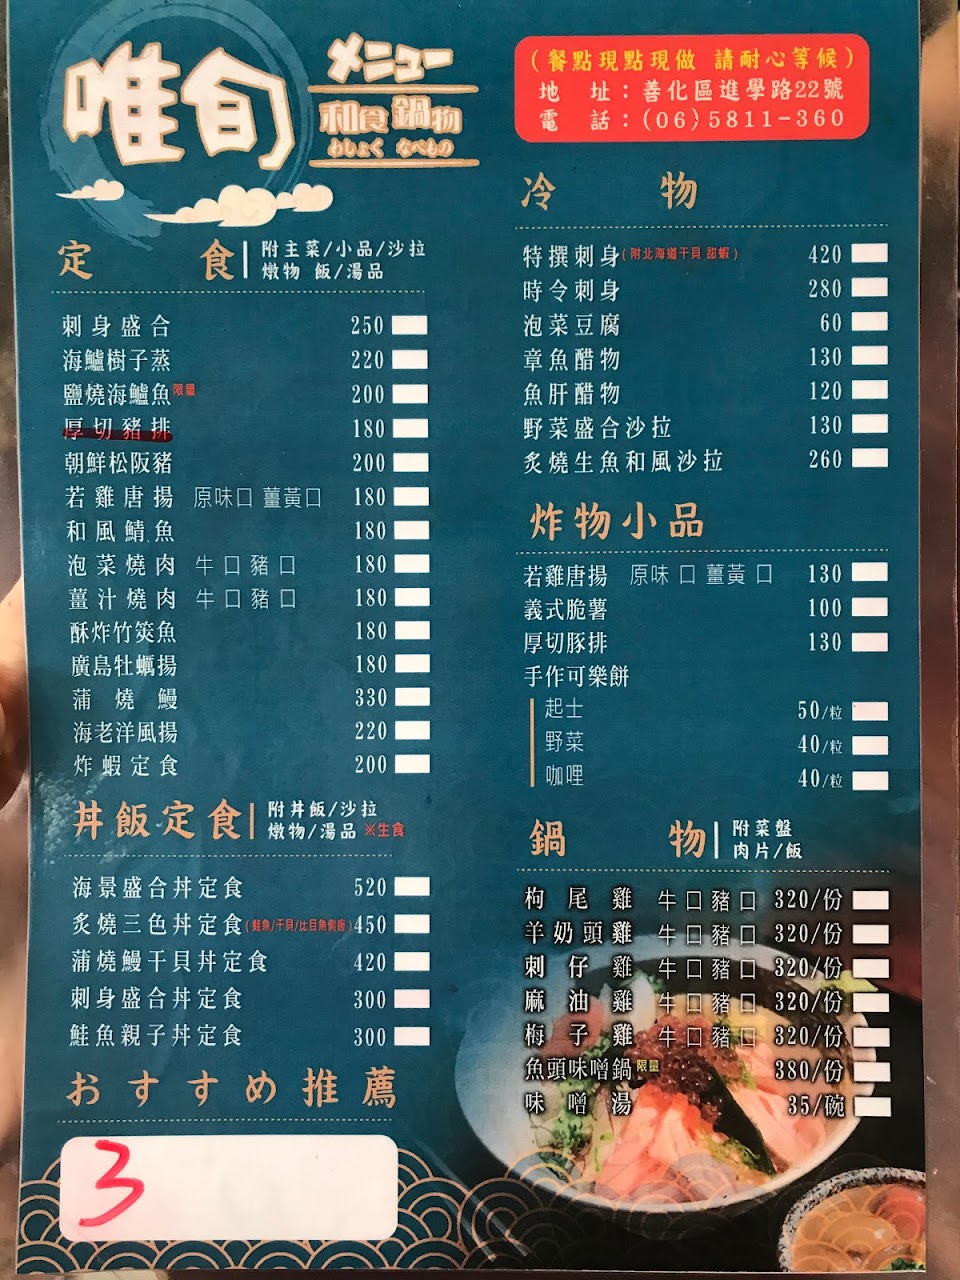 唯旬
メニュー
和食鍋物
わしょく なべもの
(餐點現點現做 請耐心等候)
地 址：善化區進學路22號
電 話：(06)5811-360
定食 附主菜/小品/沙拉
燉物 飯/湯品
刺身盛合 250
海鱸樹子蒸 220
鹽燒海鱸魚 限量 200
厚切豬排 180
朝鮮松阪豬 200
若雞唐揚 原味口 薑黃口 180
和風鯖魚 180
泡菜燒肉 牛口豬口 180
薑汁燒肉 牛口豬口 180
酥炸竹筴魚 180
廣島牡蠣揚 180
蒲燒鰻 330
海老洋風揚 220
炸蝦定食 200
丼飯定食 附丼飯/沙拉
燉物/湯品 ※生食
海景盛合丼定食 520
炙燒三色丼定食(鮭魚/干貝/比目魚側邊) 450
蒲燒鰻干貝丼定食 420
刺身盛合丼定食 300
鮭魚親子丼定食 300
おすすめ推薦
3
冷物
特撰刺身(附北海道干貝 甜蝦) 420
時令刺身 280
泡菜豆腐 60
章魚醋物 130
魚肝醋物 120
野菜盛合沙拉 130
炙燒生魚和風沙拉 260
炸物小品
若雞唐揚 原味口 薑黃口 130
義式脆薯 100
厚切豚排 130
手作可樂餅
起士 50/粒
野菜 40/粒
咖哩 40/粒
鍋物 附菜盤
肉片/飯
枸尾雞 牛口豬口 320/份
羊奶頭雞 牛口豬口 320/份
刺仔雞 牛口豬口 320/份
麻油雞 牛口豬口 320/份
梅子雞 牛口豬口 320/份
魚頭味噌鍋 限量 380/份
味噌湯 35/碗